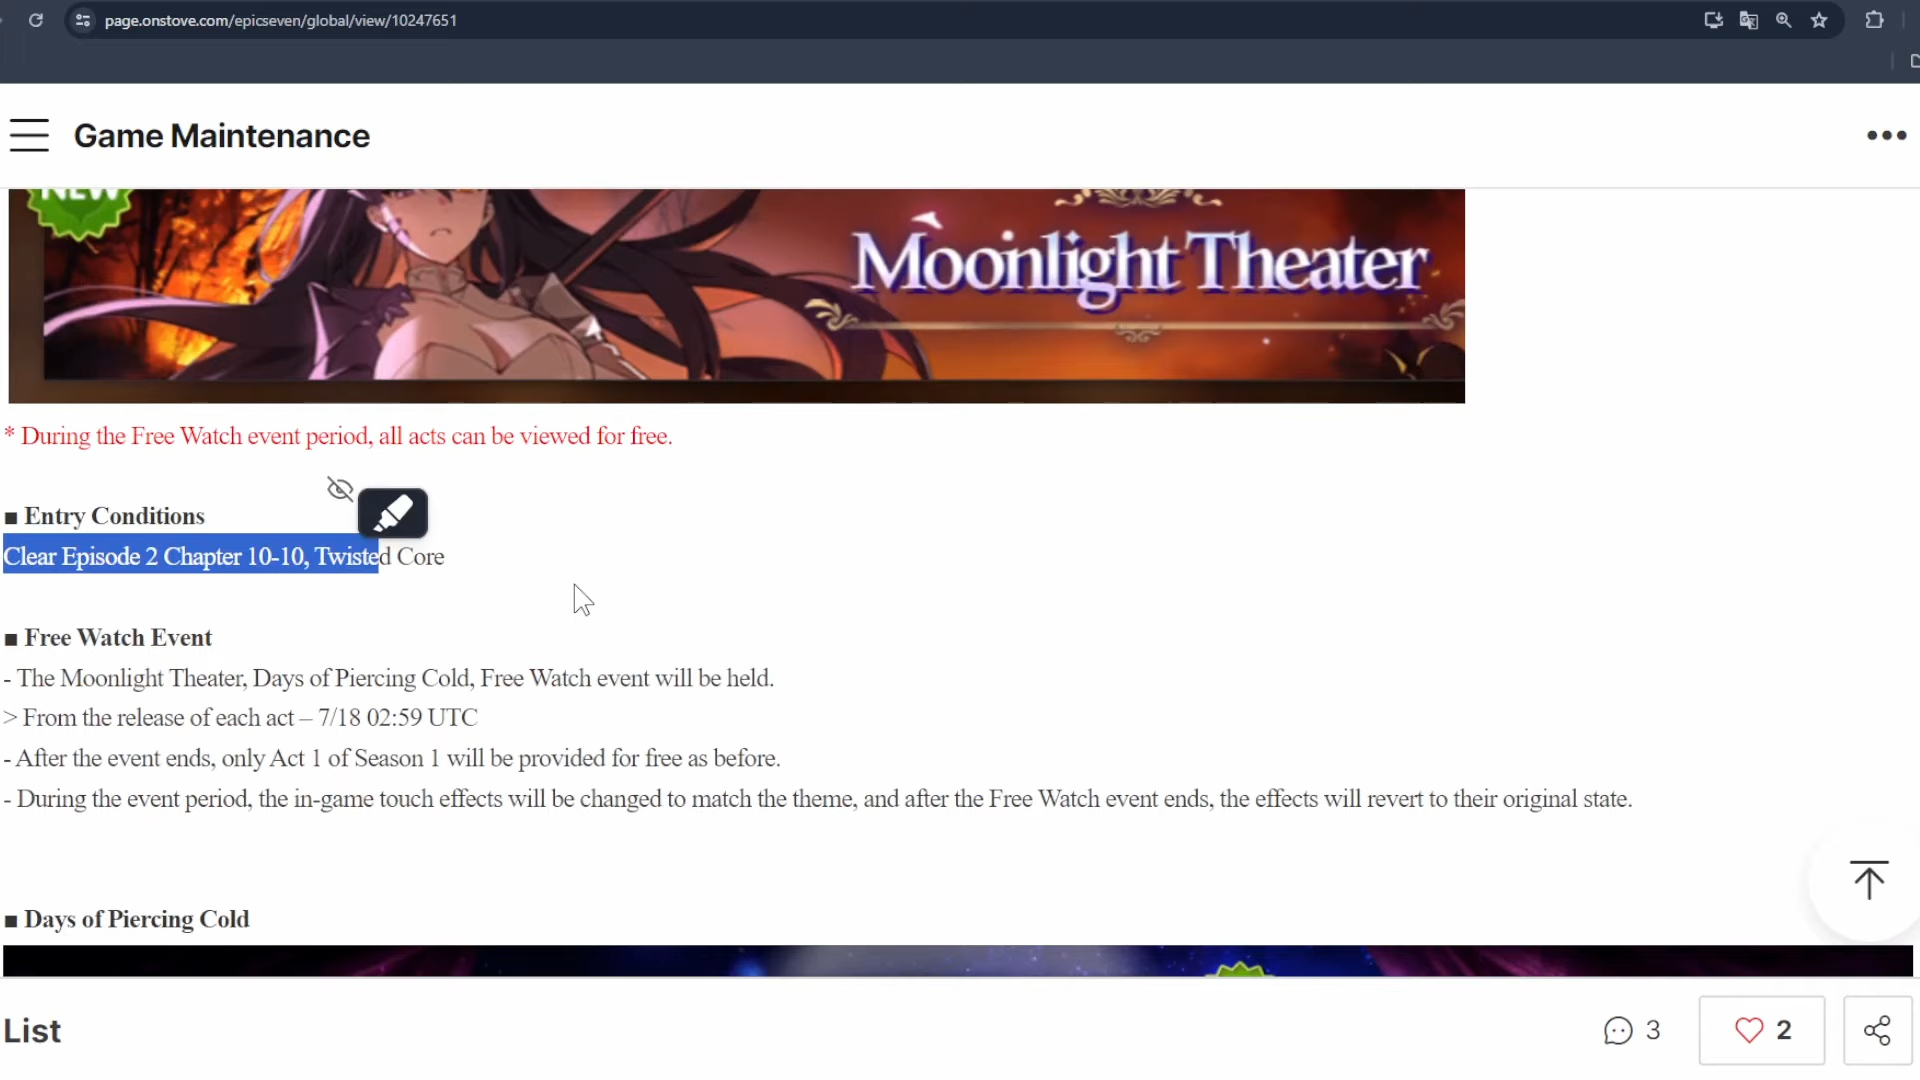 page.onstove.com/epicseven/global/view/10247651
Game Maintenance
NEW
Moonlight Theater
* During the Free Watch event period, all acts can be viewed for free.
■ Entry Conditions
Clear Episode 2 Chapter 10-10, Twisted Core
■ Free Watch Event
- The Moonlight Theater, Days of Piercing Cold, Free Watch event will be held.
> From the release of each act – 7/18 02:59 UTC
- After the event ends, only Act 1 of Season 1 will be provided for free as before.
- During the event period, the in-game touch effects will be changed to match the theme, and after the Free Watch event ends, the effects will revert to their original state.
■ Days of Piercing Cold
List
3
2